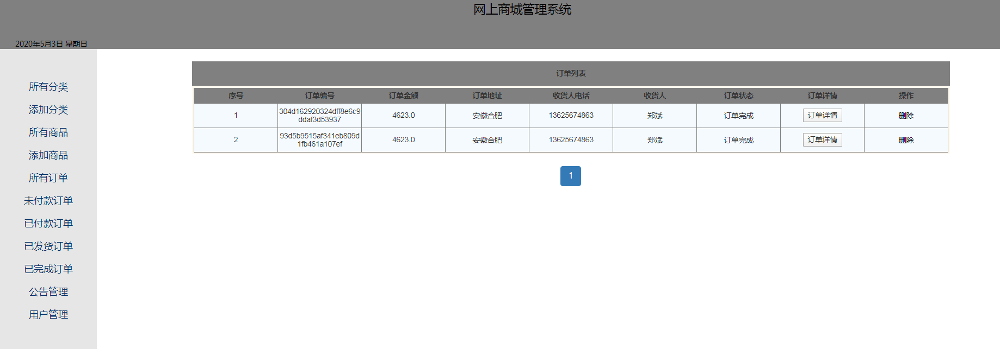 网上商城管理系统
2020年5月3日 星期日
所有分类
添加分类
所有商品
添加商品
所有订单
未付款订单
已付款订单
已发货订单
已完成订单
公告管理
用户管理
订单列表
序号 订单编号 订单金额 订单地址 收货人电话 收货人 订单状态 订单详情 操作
1 304d162920324dff8e6c9 4623.0 安徽合肥 13625674863 郑斌 订单完成 订单详情 删除
ddaf3d53937
2 93d5b9515af341eb809d 4623.0 安徽合肥 13625674863 郑斌 订单完成 订单详情 删除
1fb461a107ef
1